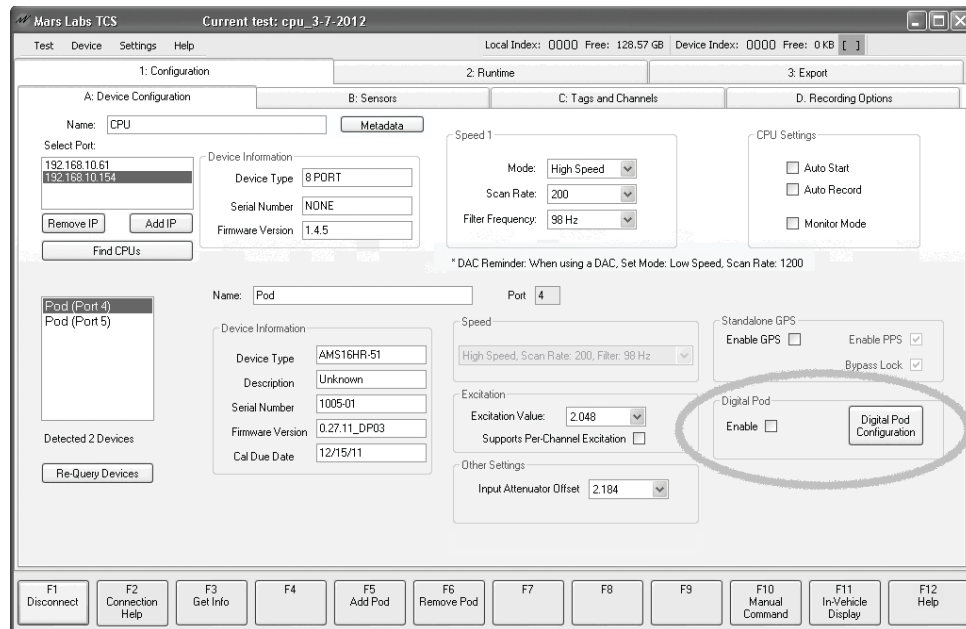 Mars Labs TCS Current test: cpu_3-7-2012
Test Device Settings Help Local Index: 0000 Free: 128.57 GB Device Index: 0000 Free: 0 KB [ ]
1: Configuration 2: Runtime 3: Export
A: Device Configuration B: Sensors C: Tags and Channels D. Recording Options
Name: CPU Metadata
Select Port:
192.168.10.61
192.168.10.154
Remove IP Add IP
Find CPUs
Device Information
Device Type 8 PORT
Serial Number NONE
Firmware Version 1.4.5
Speed 1
Mode: High Speed
Scan Rate: 200
Filter Frequency: 98 Hz
CPU Settings
Auto Start
Auto Record
Monitor Mode
* DAC Reminder: When using a DAC, Set Mode: Low Speed, Scan Rate: 1200
Pod (Port 4)
Pod (Port 5)
Detected 2 Devices
Re-Query Devices
Name: Pod Port 4
Device Information
Device Type AMS16HR-51
Description Unknown
Serial Number 1005-01
Firmware Version 0.27.11_DP03
Cal Due Date 12/15/11
Speed
High Speed, Scan Rate: 200, Filter: 98 Hz
Excitation
Excitation Value: 2.048
Supports Per-Channel Excitation
Other Settings
Input Attenuator Offset 2.184
Standalone GPS
Enable GPS Enable PPS
Bypass Lock
Digital Pod
Enable Digital Pod
Configuration
F1
Disconnect
F2
Connection
Help
F3
Get Info
F4
F5
Add Pod
F6
Remove Pod
F7
F8
F9
F10
Manual
Command
F11
In-Vehicle
Display
F12
Help